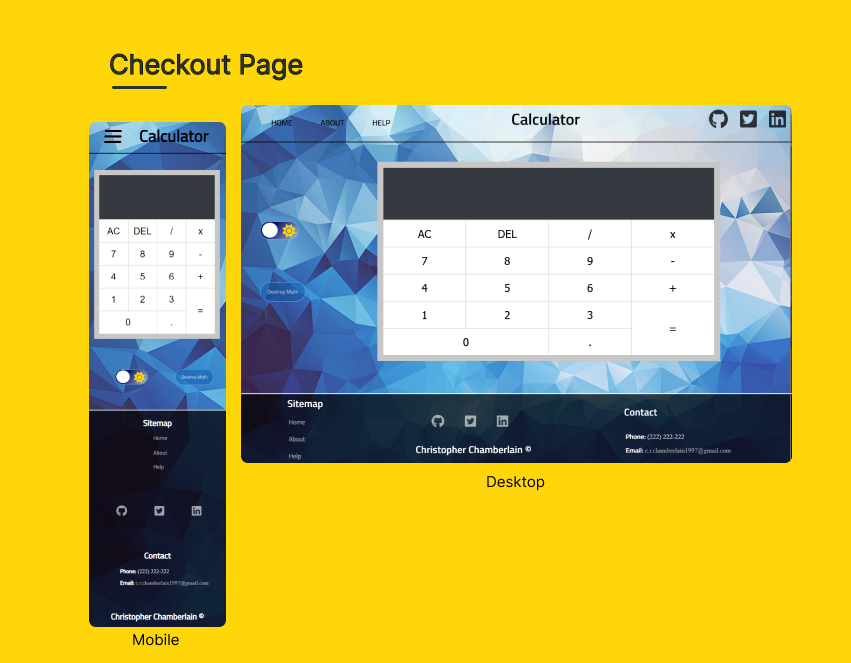 Checkout Page
Calculator
AC DEL / x
7 8 9 -
4 5 6 +
1 2 3
=
0 .
Destroy Math
Sitemap
Home
About
Help
Contact
Phone: (222) 222-222
Email: c.r.chamberlain1997@gmail.com
Christopher Chamberlain ©
Mobile
HOME ABOUT HELP Calculator
AC DEL / x
7 8 9 -
4 5 6 +
1 2 3
=
0 .
Destroy Math
Sitemap
Home
About
Help
Christopher Chamberlain ©
Contact
Phone: (222) 222-222
Email: c.r.chamberlain1997@gmail.com
Desktop